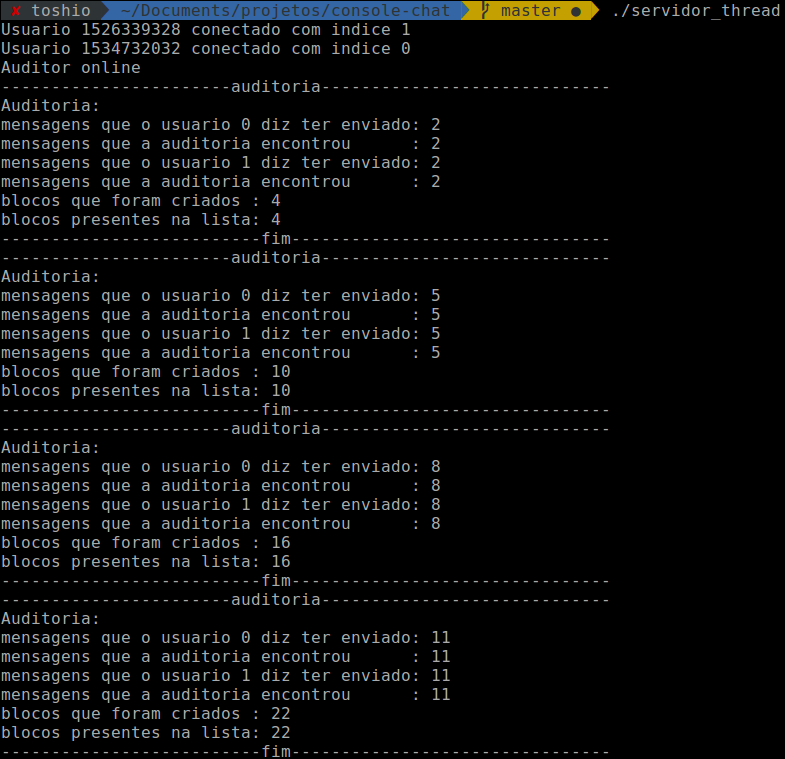 ✘ toshio ~/Documents/projetos/console-chat master ● ./servidor_thread
Usuario 1526339328 conectado com indice 1
Usuario 1534732032 conectado com indice 0
Auditor online
-----------------------auditoria-----------------------------
Auditoria:
mensagens que o usuario 0 diz ter enviado: 2
mensagens que a auditoria encontrou      : 2
mensagens que o usuario 1 diz ter enviado: 2
mensagens que a auditoria encontrou      : 2
blocos que foram criados : 4
blocos presentes na lista: 4
--------------------------fim--------------------------------
-----------------------auditoria-----------------------------
Auditoria:
mensagens que o usuario 0 diz ter enviado: 5
mensagens que a auditoria encontrou      : 5
mensagens que o usuario 1 diz ter enviado: 5
mensagens que a auditoria encontrou      : 5
blocos que foram criados : 10
blocos presentes na lista: 10
--------------------------fim--------------------------------
-----------------------auditoria-----------------------------
Auditoria:
mensagens que o usuario 0 diz ter enviado: 8
mensagens que a auditoria encontrou      : 8
mensagens que o usuario 1 diz ter enviado: 8
mensagens que a auditoria encontrou      : 8
blocos que foram criados : 16
blocos presentes na lista: 16
--------------------------fim--------------------------------
-----------------------auditoria-----------------------------
Auditoria:
mensagens que o usuario 0 diz ter enviado: 11
mensagens que a auditoria encontrou      : 11
mensagens que o usuario 1 diz ter enviado: 11
mensagens que a auditoria encontrou      : 11
blocos que foram criados : 22
blocos presentes na lista: 22
--------------------------fim--------------------------------